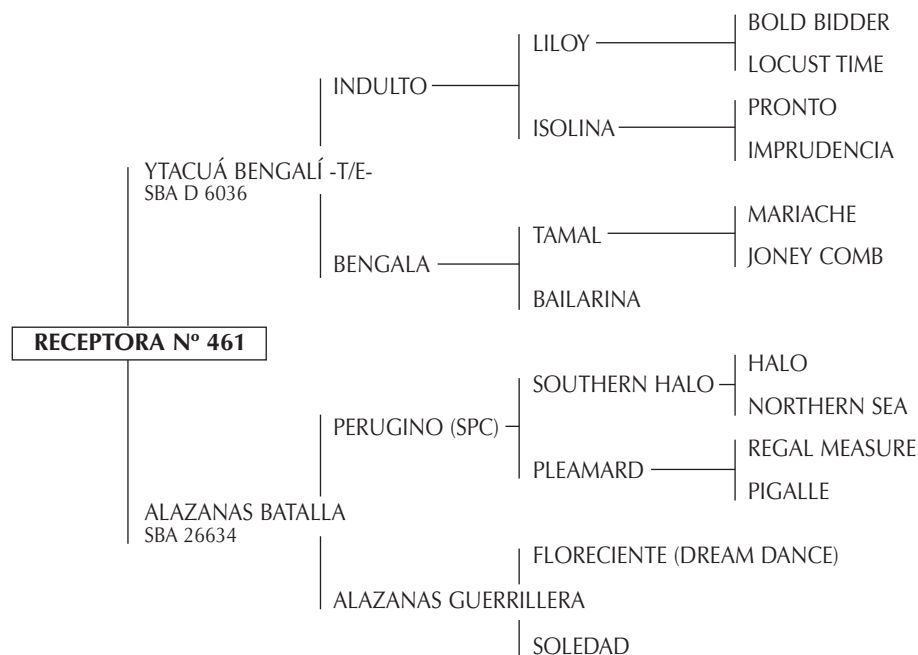 BOLD BIDDER
LILOY
LOCUST TIME
INDULTO
PRONTO
ISOLINA
IMPRUDENCIA
YTACUÁ BENGALÍ -T/E-
SBA D 6036
MARIACHE
TAMAL
JONEY COMB
BENGALA
BAILARINA
RECEPTORA Nº 461
HALO
SOUTHERN HALO
NORTHERN SEA
PERUGINO (SPC)
REGAL MEASURE
PLEAMARD
PIGALLE
ALAZANAS BATALLA
SBA 26634
FLORECIENTE (DREAM DANCE)
ALAZANAS GUERRILLERA
SOLEDAD